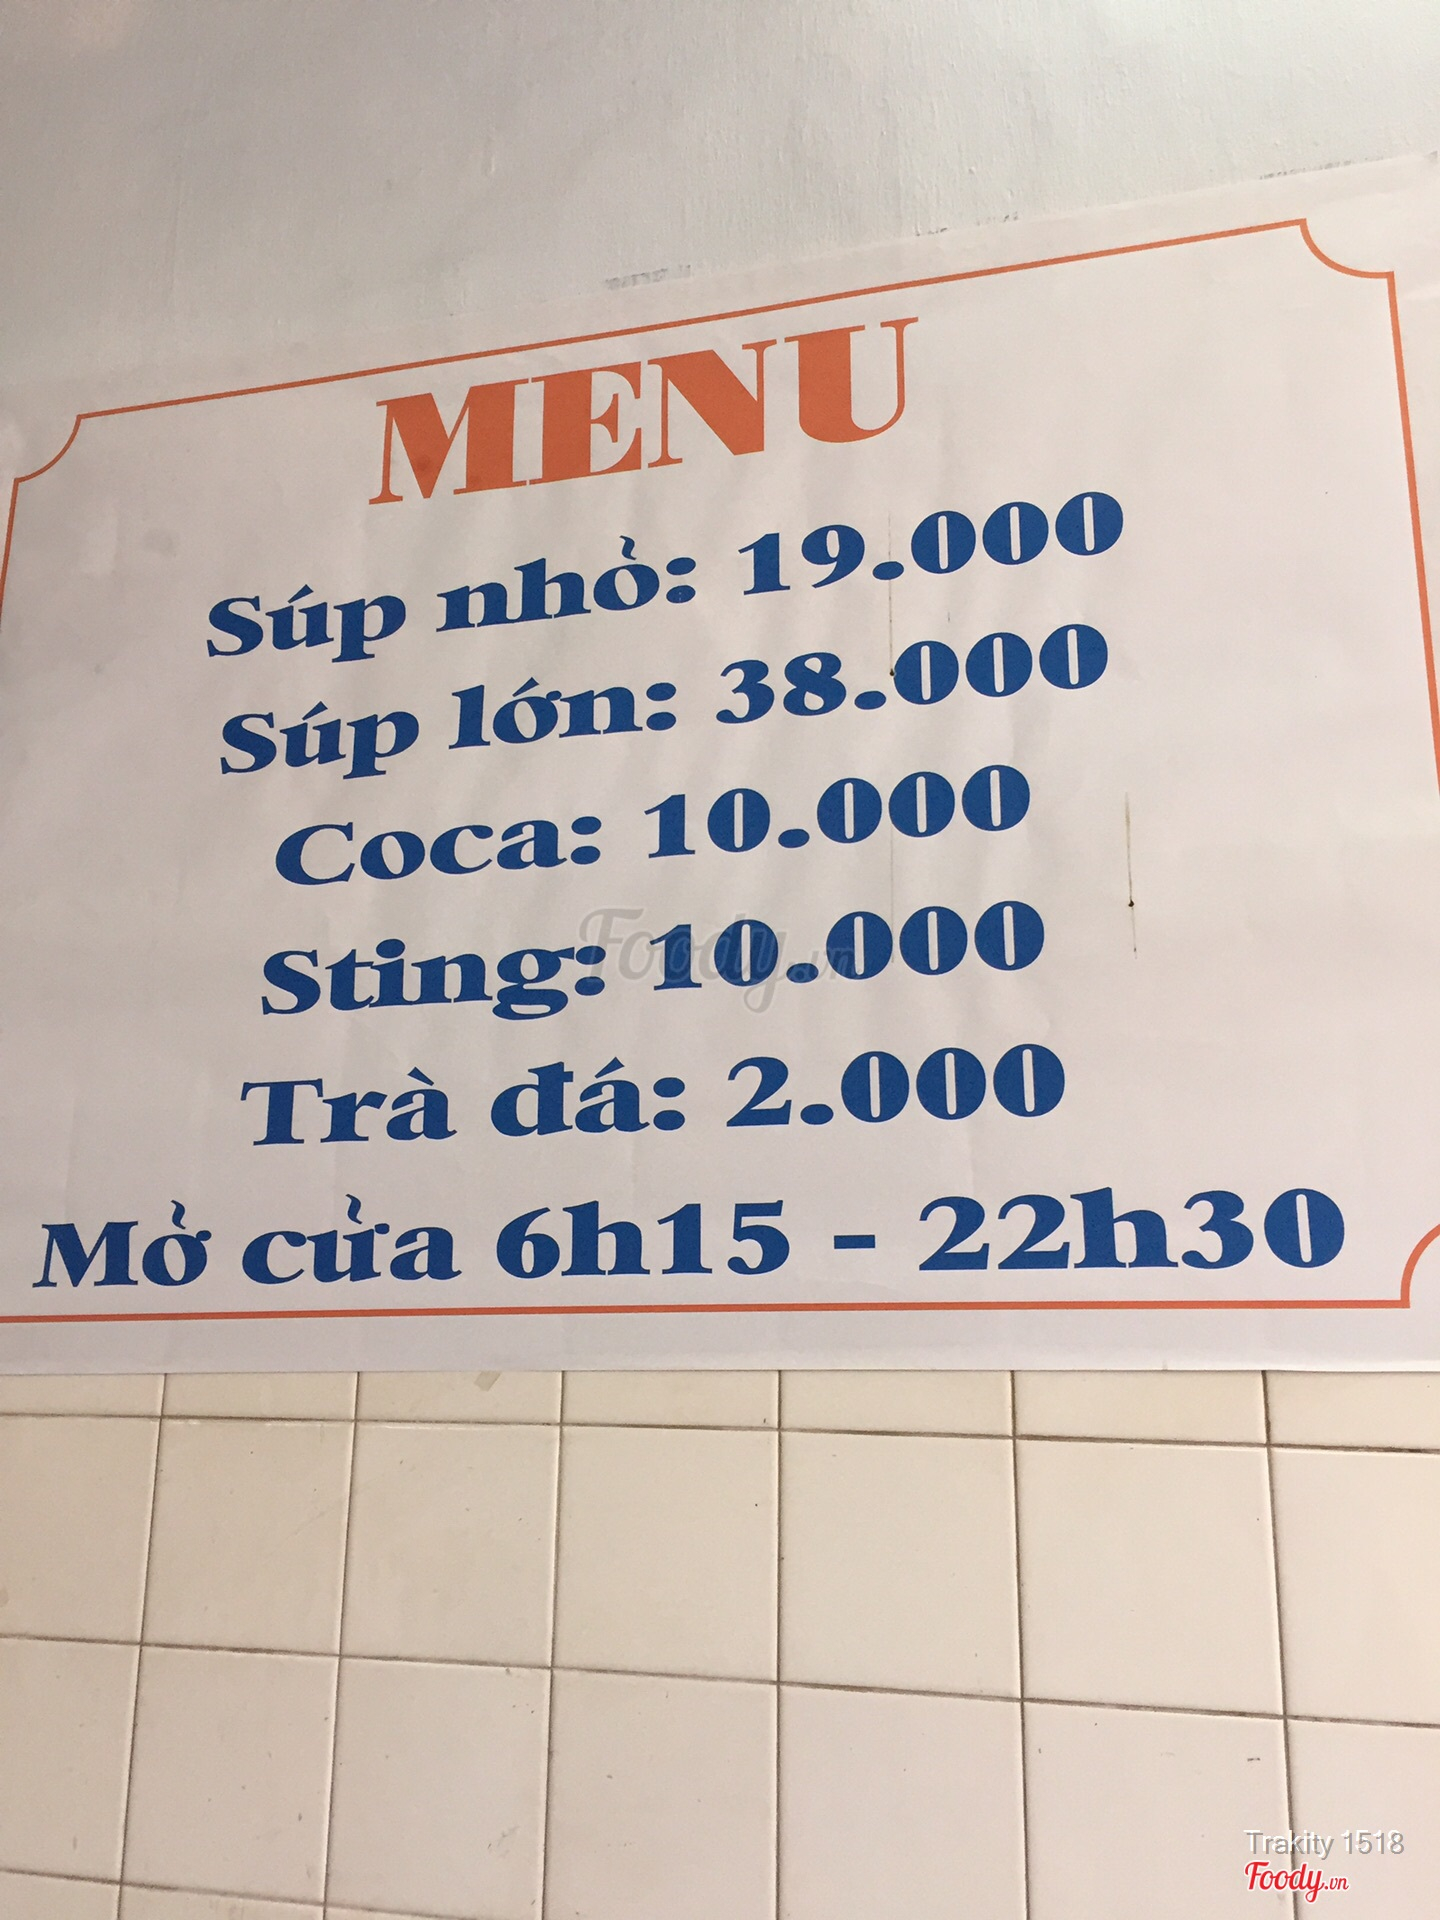 MENU
Súp nhỏ: 19.000
Súp lớn: 38.000
Coca: 10.000
Sting: 10.000
Foody.vn
Trà đá: 2.000
Mở cửa 6h15 - 22h30
Trakity 1518
Foody.vn